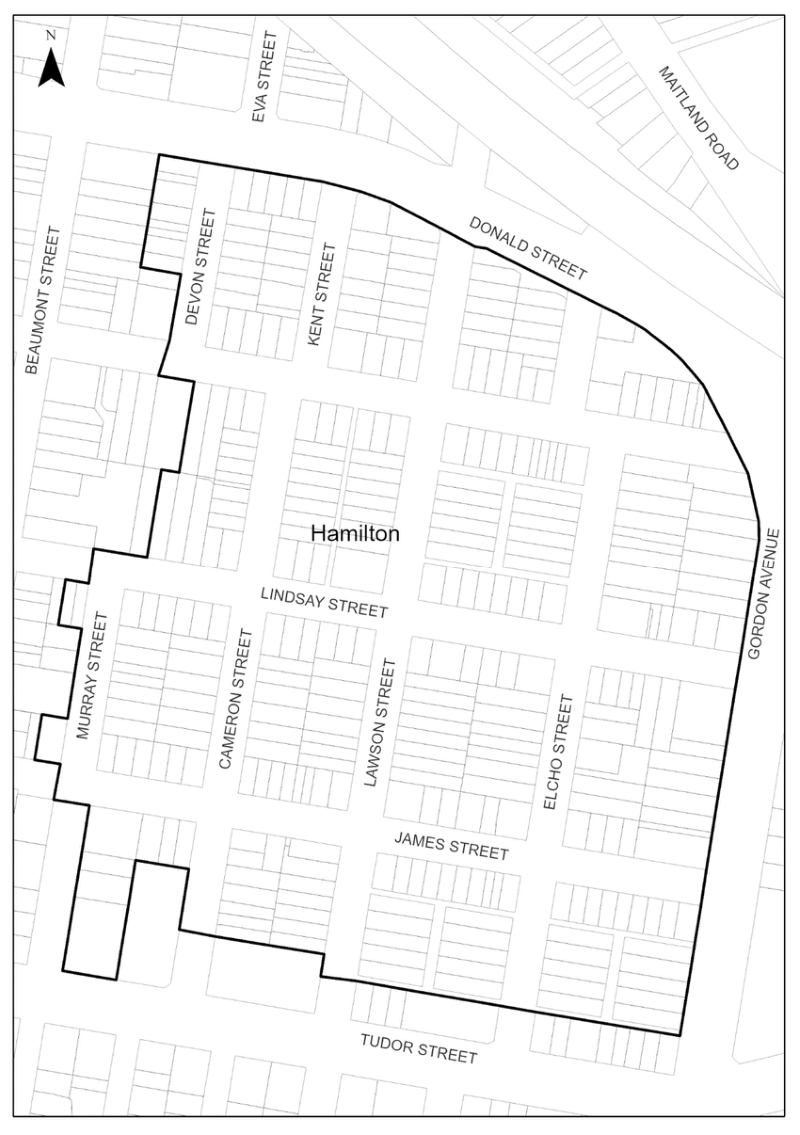 N
EVA STREET
MAITLAND ROAD
DONALD STREET
DEVON STREET
KENT STREET
BEAUMONT STREET
Hamilton
GORDON AVENUE
LINDSAY STREET
MURRAY STREET
CAMERON STREET
LAWSON STREET
ELCHO STREET
JAMES STREET
TUDOR STREET